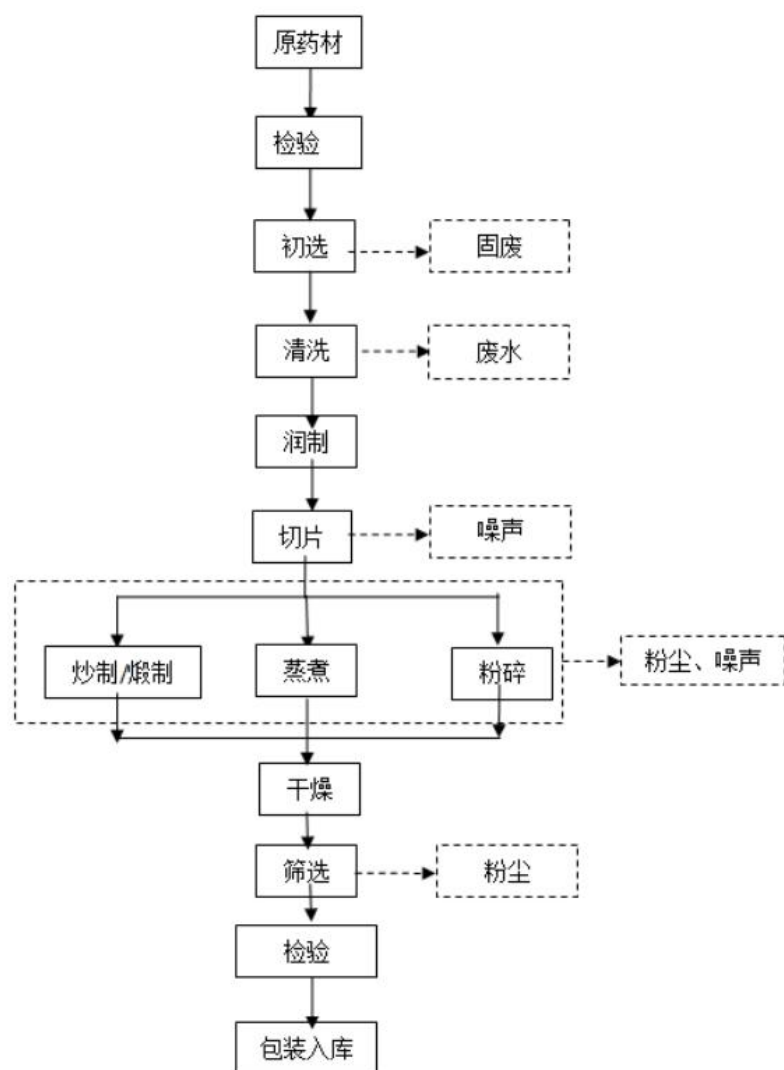 原药材
检验
初选
固废
清洗
废水
润制
切片
噪声
炒制/煅制
蒸煮
粉碎
粉尘、噪声
干燥
筛选
粉尘
检验
包装入库